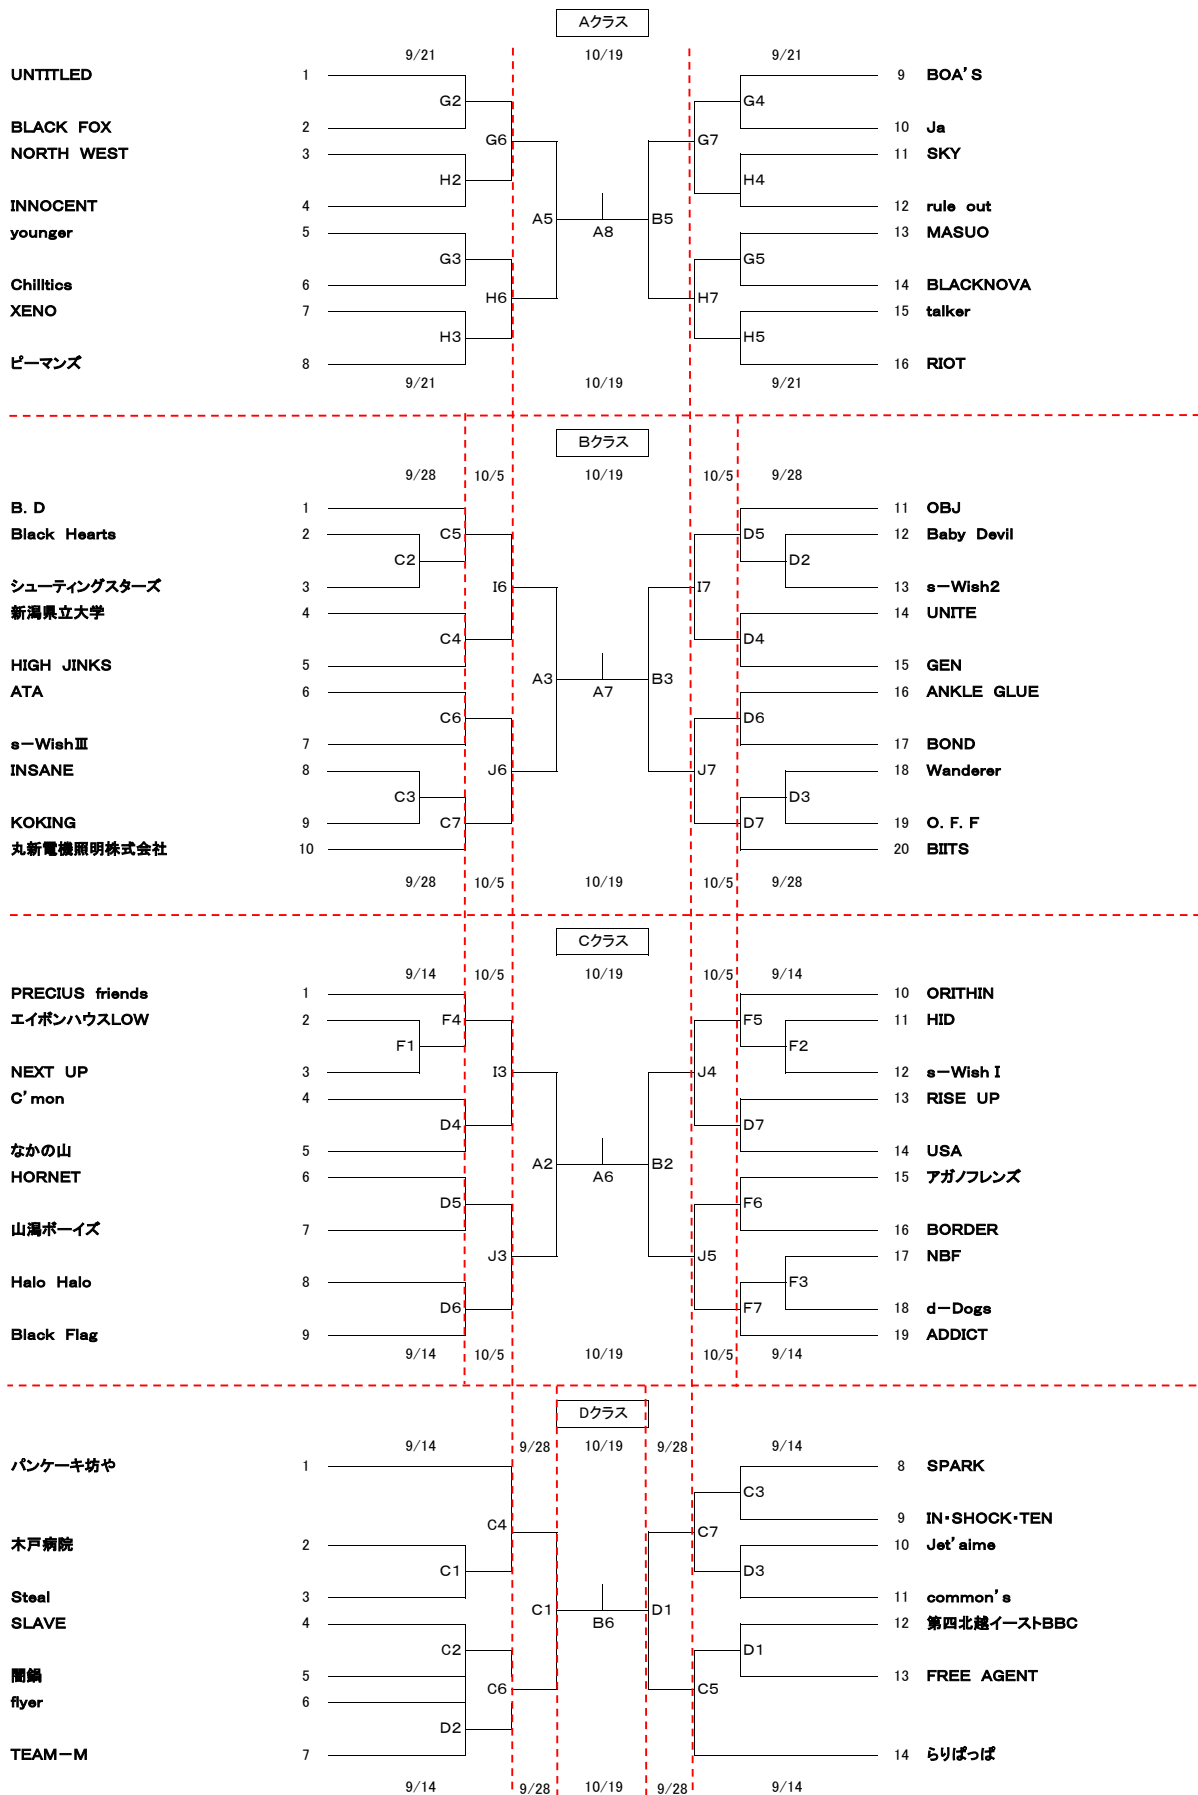 Aクラス
9/21 10/19 9/21
UNTITLED 1 9 BOA'S
G2 G4
BLACK FOX 2 10 Ja
G6 G7
NORTH WEST 3 11 SKY
H2 H4
INNOCENT 4 12 rule out
A5 B5
A8
younger 5 13 MASUO
G3 G5
Chilltics 6 14 BLACKNOVA
H6 H7
XENO 7 15 talker
H3 H5
ピーマンズ 8 16 RIOT
9/21 10/19 9/21
Bクラス
9/28 10/5 10/19 10/5 9/28
B.D 1 11 OBJ
Black Hearts 2 C5 D5 12 Baby Devil
C2 D2
シューティングスターズ 3 I6 I7 13 s-Wish2
新潟県立大学 4 14 UNITE
C4 D4
HIGH JINKS 5 15 GEN
A3 B3
ATA 6 A7 16 ANKLE GLUE
C6 D6
s-WishⅢ 7 17 BOND
INSANE 8 J6 J7 18 Wanderer
C3 D3
KOKING 9 C7 D7 19 O.F.F
丸新電機照明株式会社 10 20 BIITS
9/28 10/5 10/19 10/5 9/28
Cクラス
9/14 10/5 10/19 10/5 9/14
PRECIUS friends 1 10 ORITHIN
エイボンハウスLOW 2 F4 F5 11 HID
F1 F2
NEXT UP 3 I3 J4 12 s-Wish I
C'mon 4 13 RISE UP
D4 D7
なかの山 5 14 USA
A2 B2
HORNET 6 A6 15 アガノフレンズ
D5 F6
山潟ボーイズ 7 16 BORDER
J3 J5 17 NBF
Halo Halo 8 F3
D6 F7 18 d-Dogs
Black Flag 9 19 ADDICT
9/14 10/5 10/19 10/5 9/14
Dクラス
9/14 9/28 10/19 9/28 9/14
パンケーキ坊や 1 8 SPARK
C3
C4 9 IN・SHOCK・TEN
C7
木戸病院 2 10 Jet'aime
C1 D3
Steal 3 11 common's
C1 D1
SLAVE 4 B6 12 第四北越イーストBBC
C2 D1
闇鍋 5 13 FREE AGENT
C6 C5
flyer 6
D2
TEAM-M 7 14 らりぱっぱ
9/14 9/28 10/19 9/28 9/14